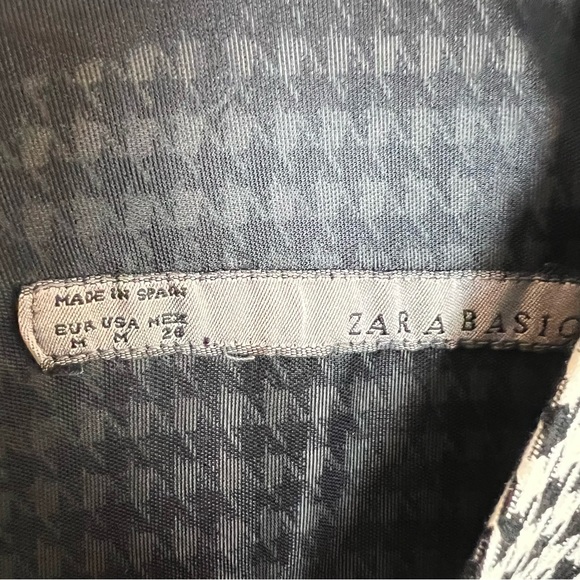 MADE IN SPAIN
EUR USA MEX
M M 28
ZARA BASIC